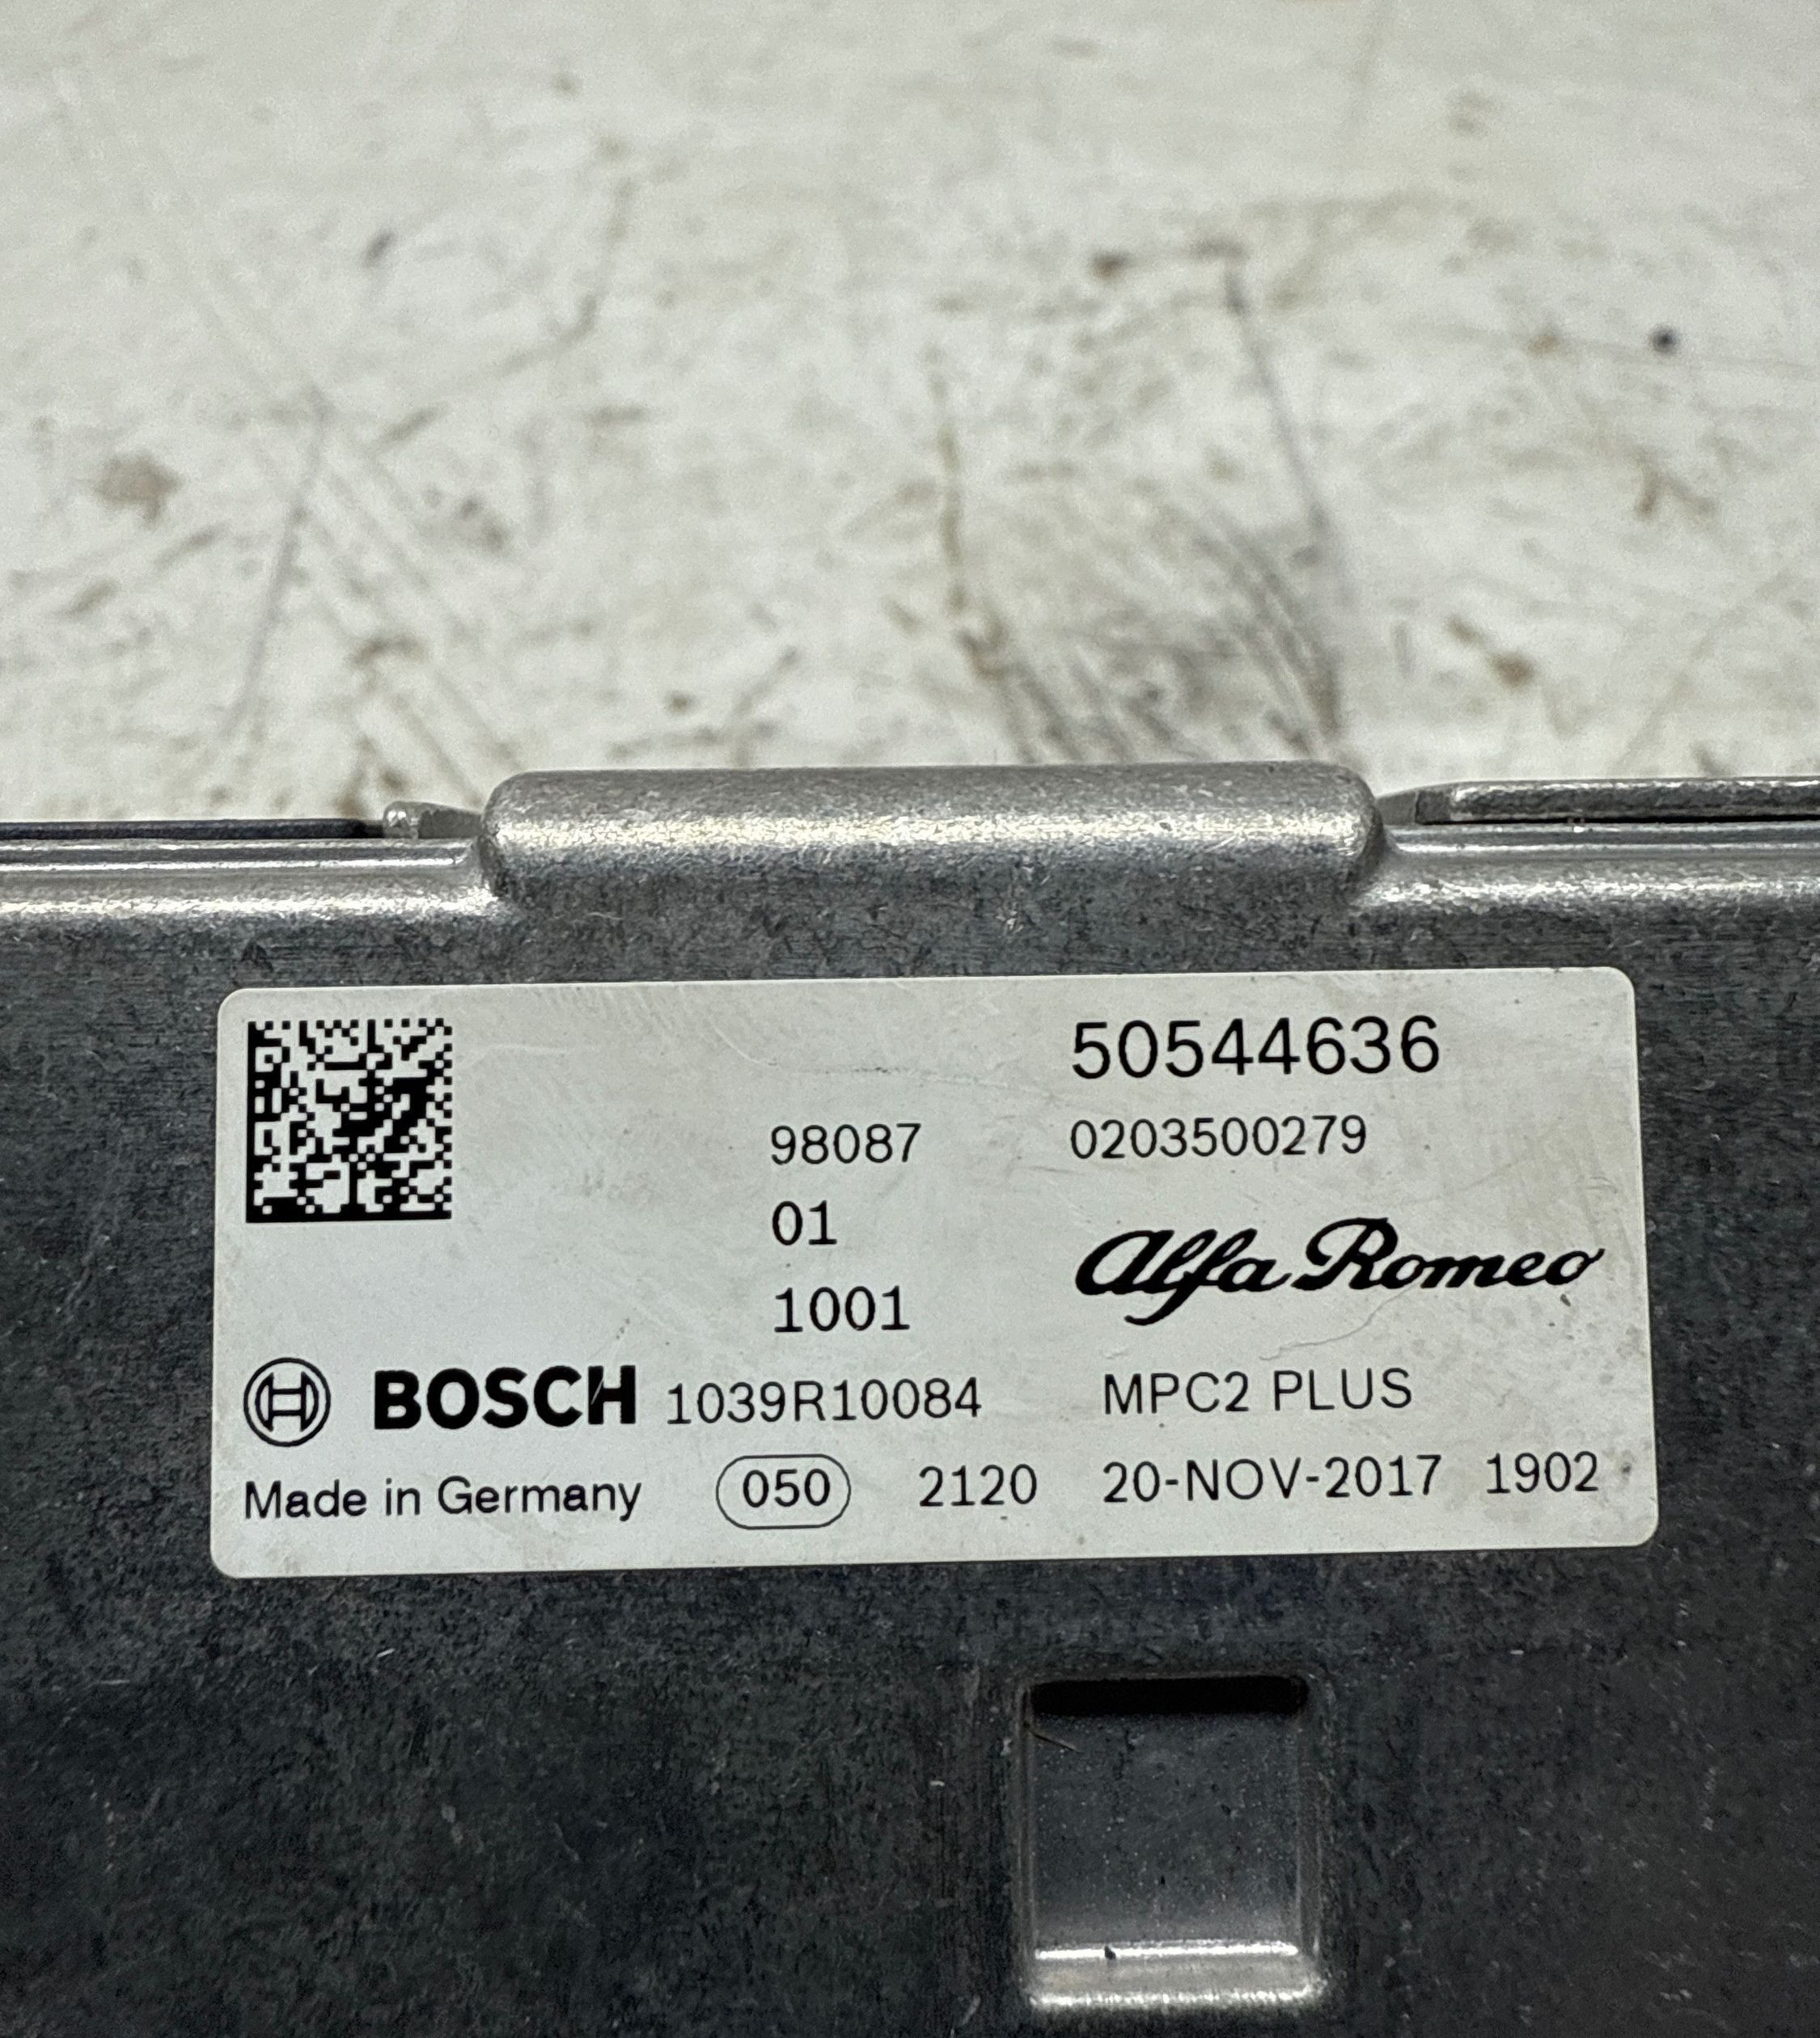 50544636
98087 0203500279
01
Alfa Romeo
1001
BOSCH 1039R10084 MPC2 PLUS
Made in Germany 050 2120 20-NOV-2017 1902